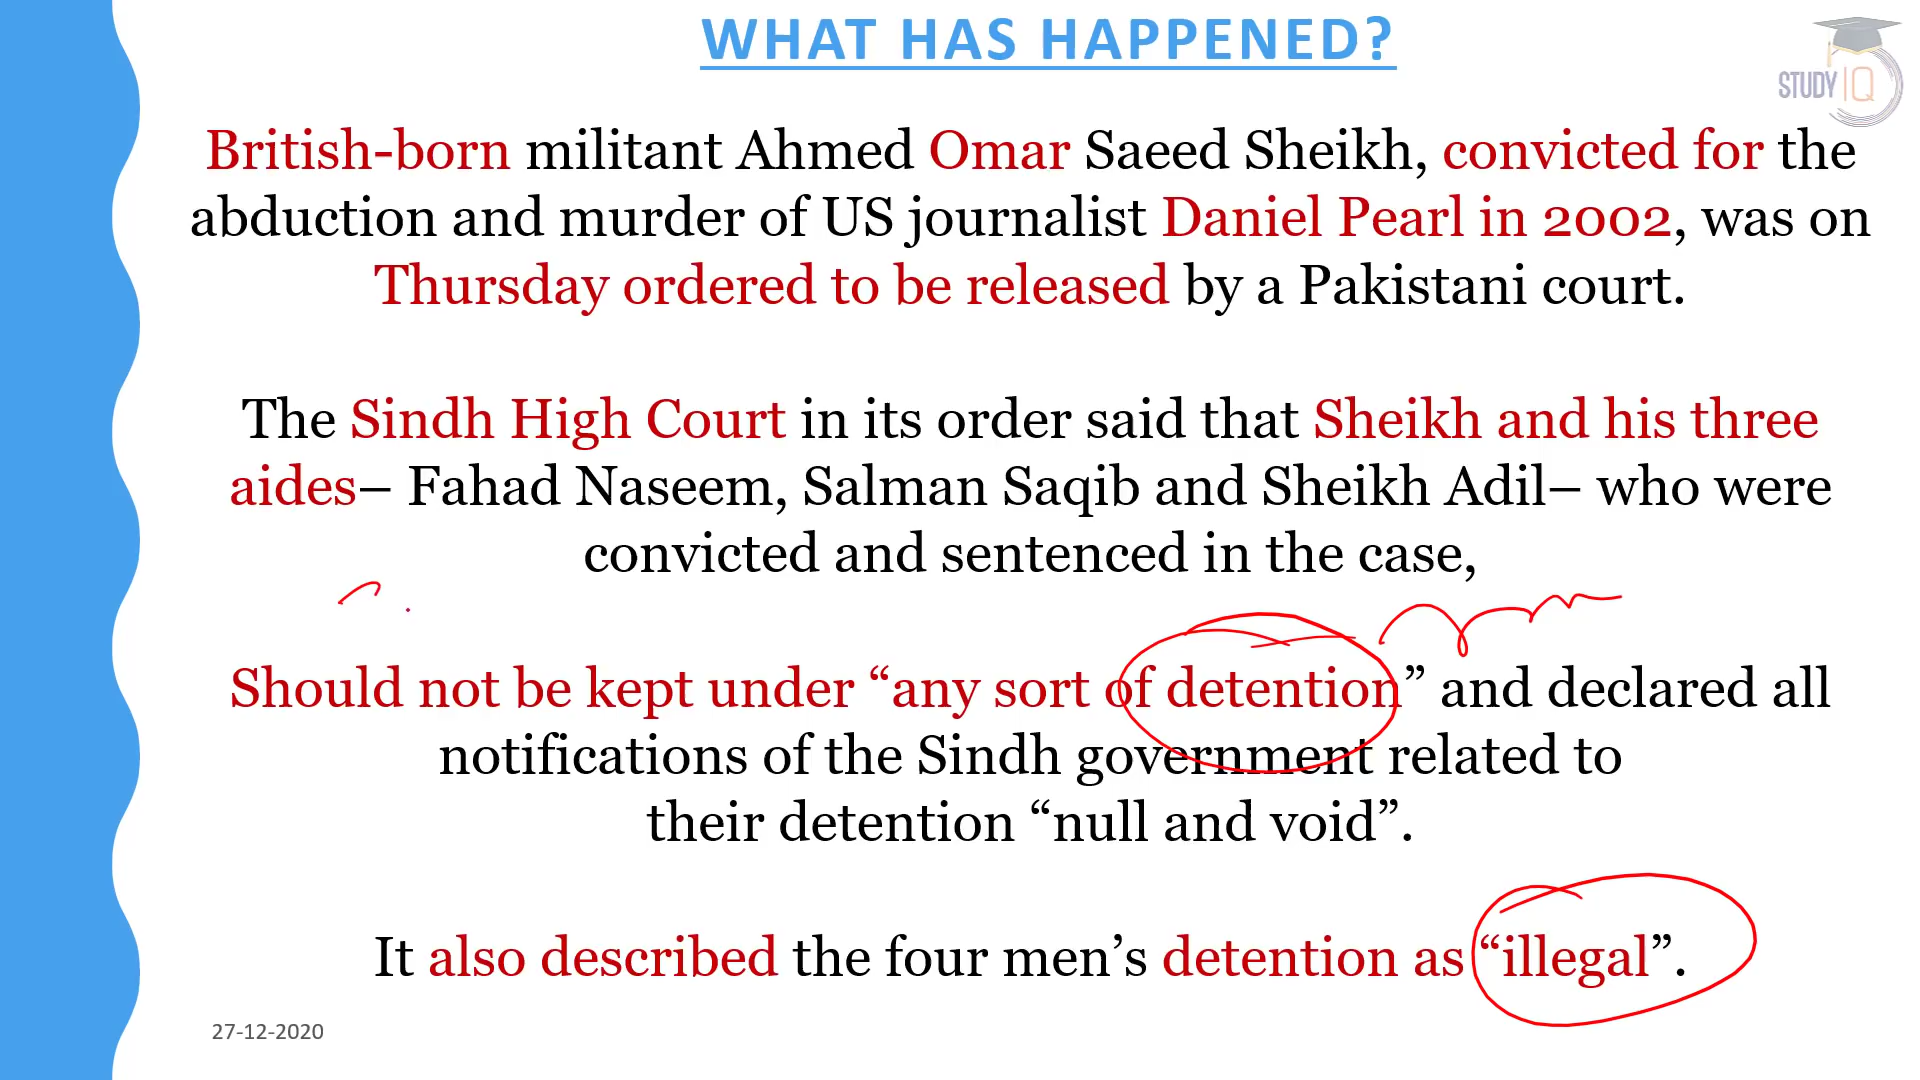 WHAT HAS HAPPENED?
STUDY IQ
British-born militant Ahmed Omar Saeed Sheikh, convicted for the
abduction and murder of US journalist Daniel Pearl in 2002, was on
Thursday ordered to be released by a Pakistani court.
The Sindh High Court in its order said that Sheikh and his three
aides– Fahad Naseem, Salman Saqib and Sheikh Adil– who were
convicted and sentenced in the case,
Should not be kept under “any sort of detention” and declared all
notifications of the Sindh government related to
their detention “null and void”.
It also described the four men’s detention as “illegal”.
27-12-2020